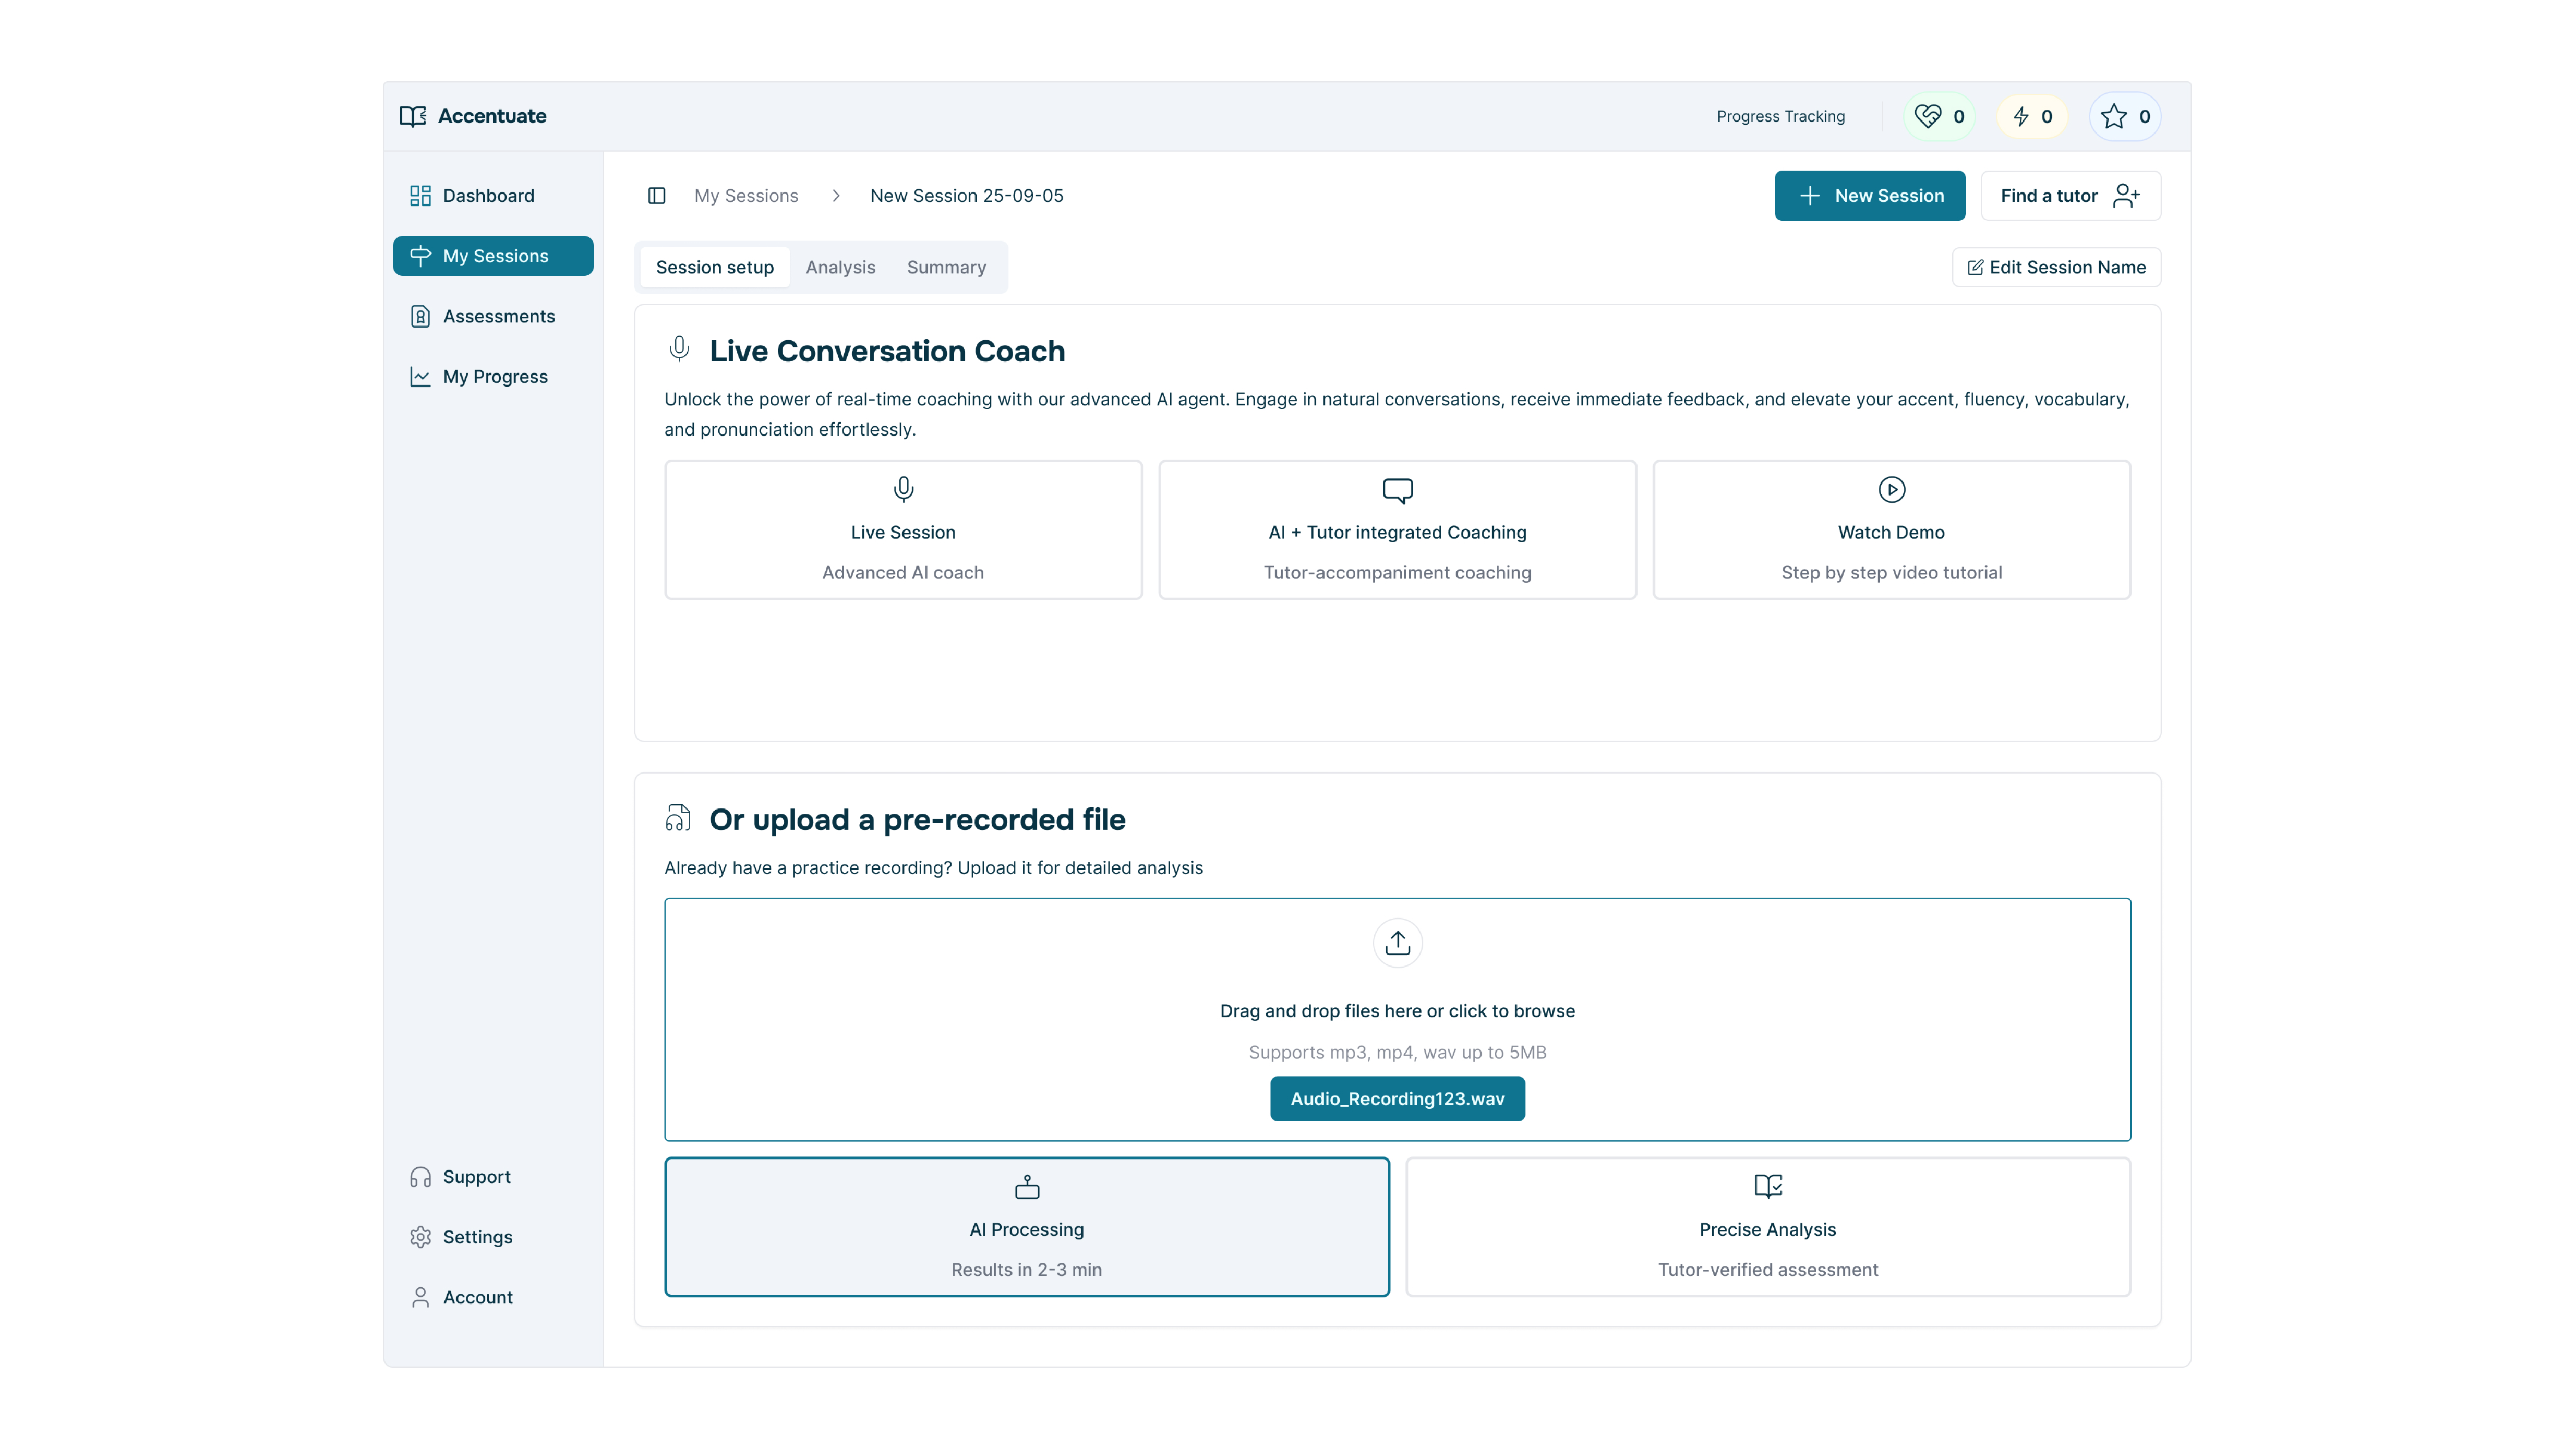 Accentuate
Progress Tracking
0
0
0
Dashboard
My Sessions
Assessments
My Progress
Support
Settings
Account
My Sessions
New Session 25-09-05
New Session
Find a tutor
Session setup
Analysis
Summary
Edit Session Name
Live Conversation Coach
Unlock the power of real-time coaching with our advanced AI agent. Engage in natural conversations, receive immediate feedback, and elevate your accent, fluency, vocabulary,
and pronunciation effortlessly.
Live Session
Advanced AI coach
AI + Tutor integrated Coaching
Tutor-accompaniment coaching
Watch Demo
Step by step video tutorial
Or upload a pre-recorded file
Already have a practice recording? Upload it for detailed analysis
Drag and drop files here or click to browse
Supports mp3, mp4, wav up to 5MB
Audio_Recording123.wav
AI Processing
Results in 2-3 min
Precise Analysis
Tutor-verified assessment